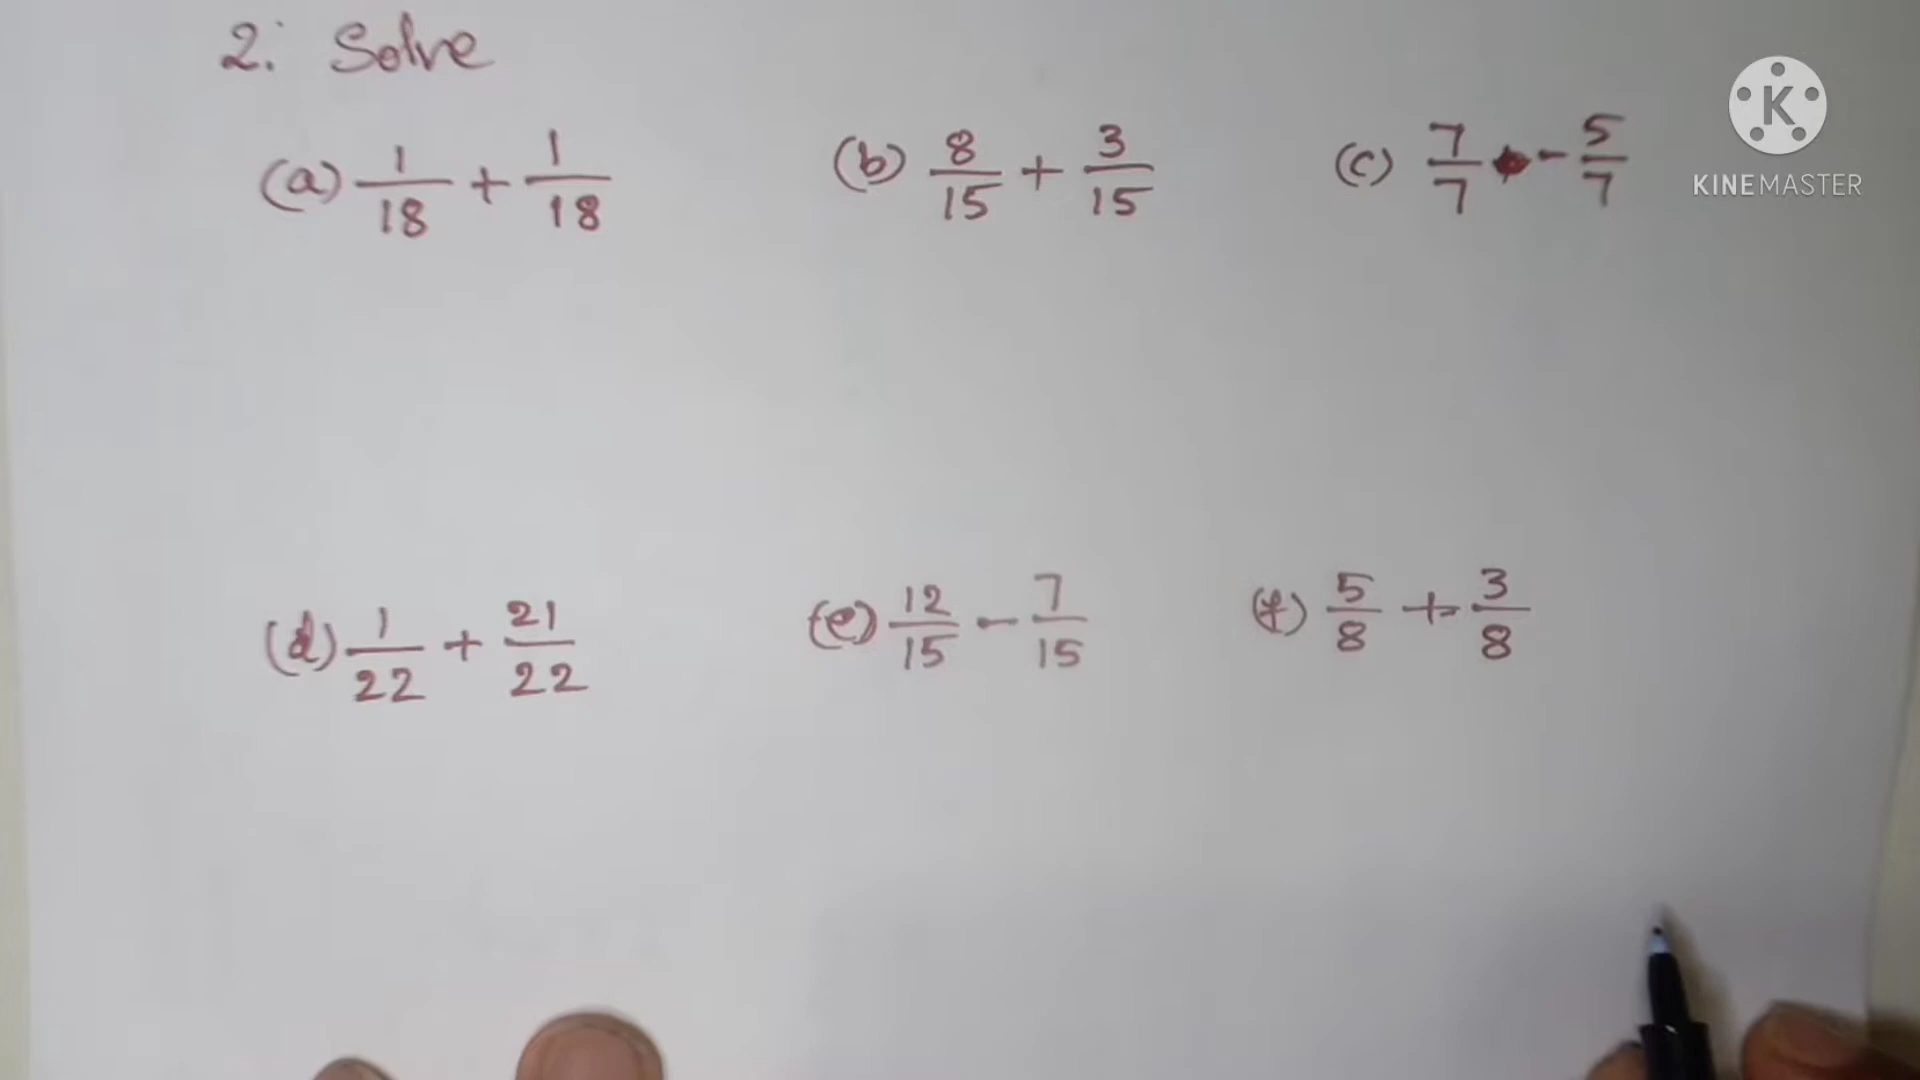 2. Solve
(a) 1/18 + 1/18 (b) 8/15 + 3/15 (c) 7/7 - 5/7
KINEMASTER
(d) 1/22 + 21/22 (e) 12/15 - 7/15 (f) 5/8 + 3/8